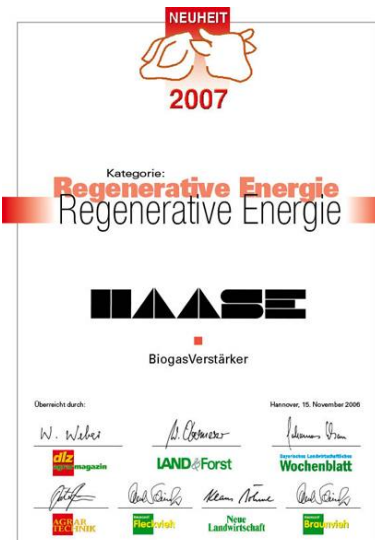 NEUHEIT
2007
Kategorie:
Regenerative Energie
Regenerative Energie
HAASE
BiogasVerstärker
Überreicht durch:
Hannover, 15. November 2006
W. Weber
dlz
agrarmagazin
LAND&Forst
Bayerisches Landwirtschaftliches
Wochenblatt
AGRAR
TECHNIK
Fleckvieh
Neue
Landwirtschaft
Braunvieh